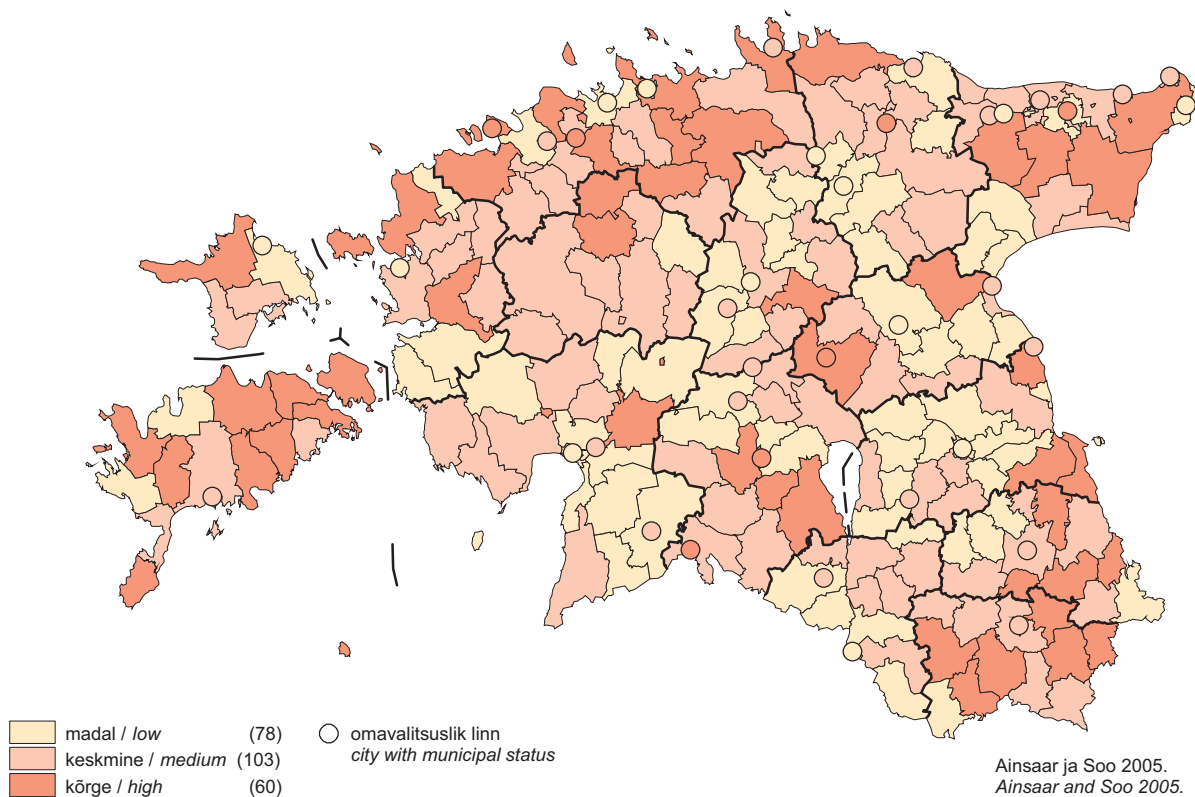 madal / low (78)
keskmine / medium (103)
kõrge / high (60)
omavalitsuslik linn
city with municipal status
Ainsaar ja Soo 2005.
Ainsaar and Soo 2005.